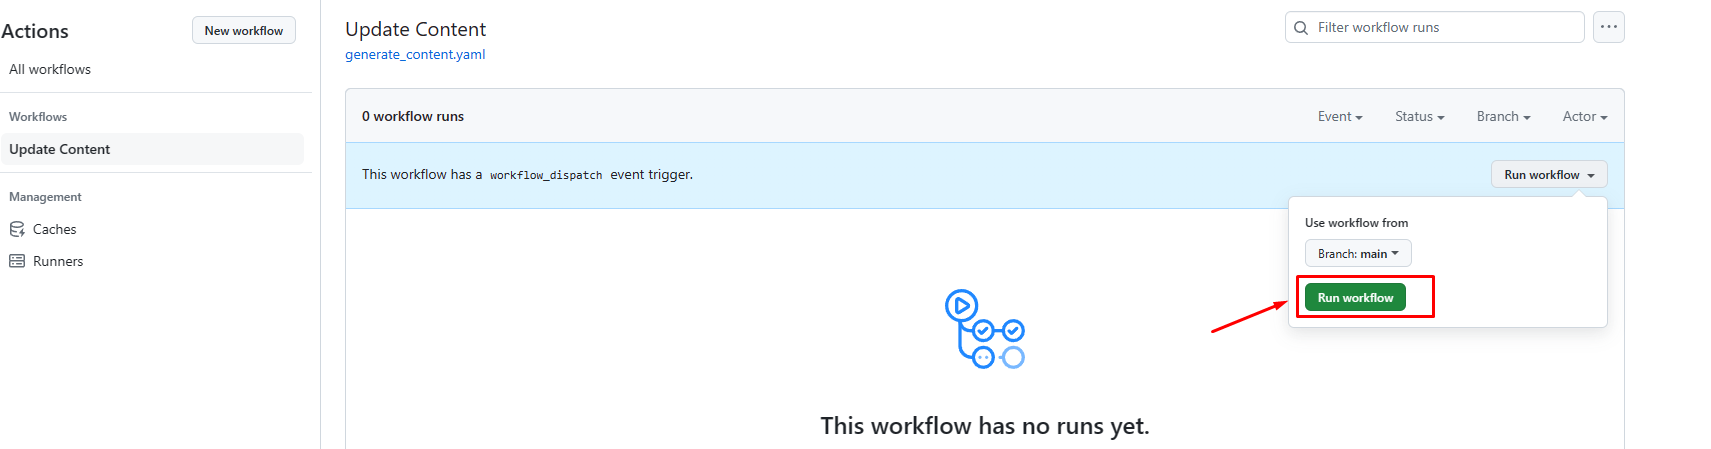 Actions
New workflow
All workflows
Workflows
Update Content
Management
Caches
Runners
Update Content
generate_content.yaml
Filter workflow runs
0 workflow runs
Event
Status
Branch
Actor
This workflow has a workflow_dispatch event trigger.
Run workflow
Use workflow from
Branch: main
Run workflow
This workflow has no runs yet.